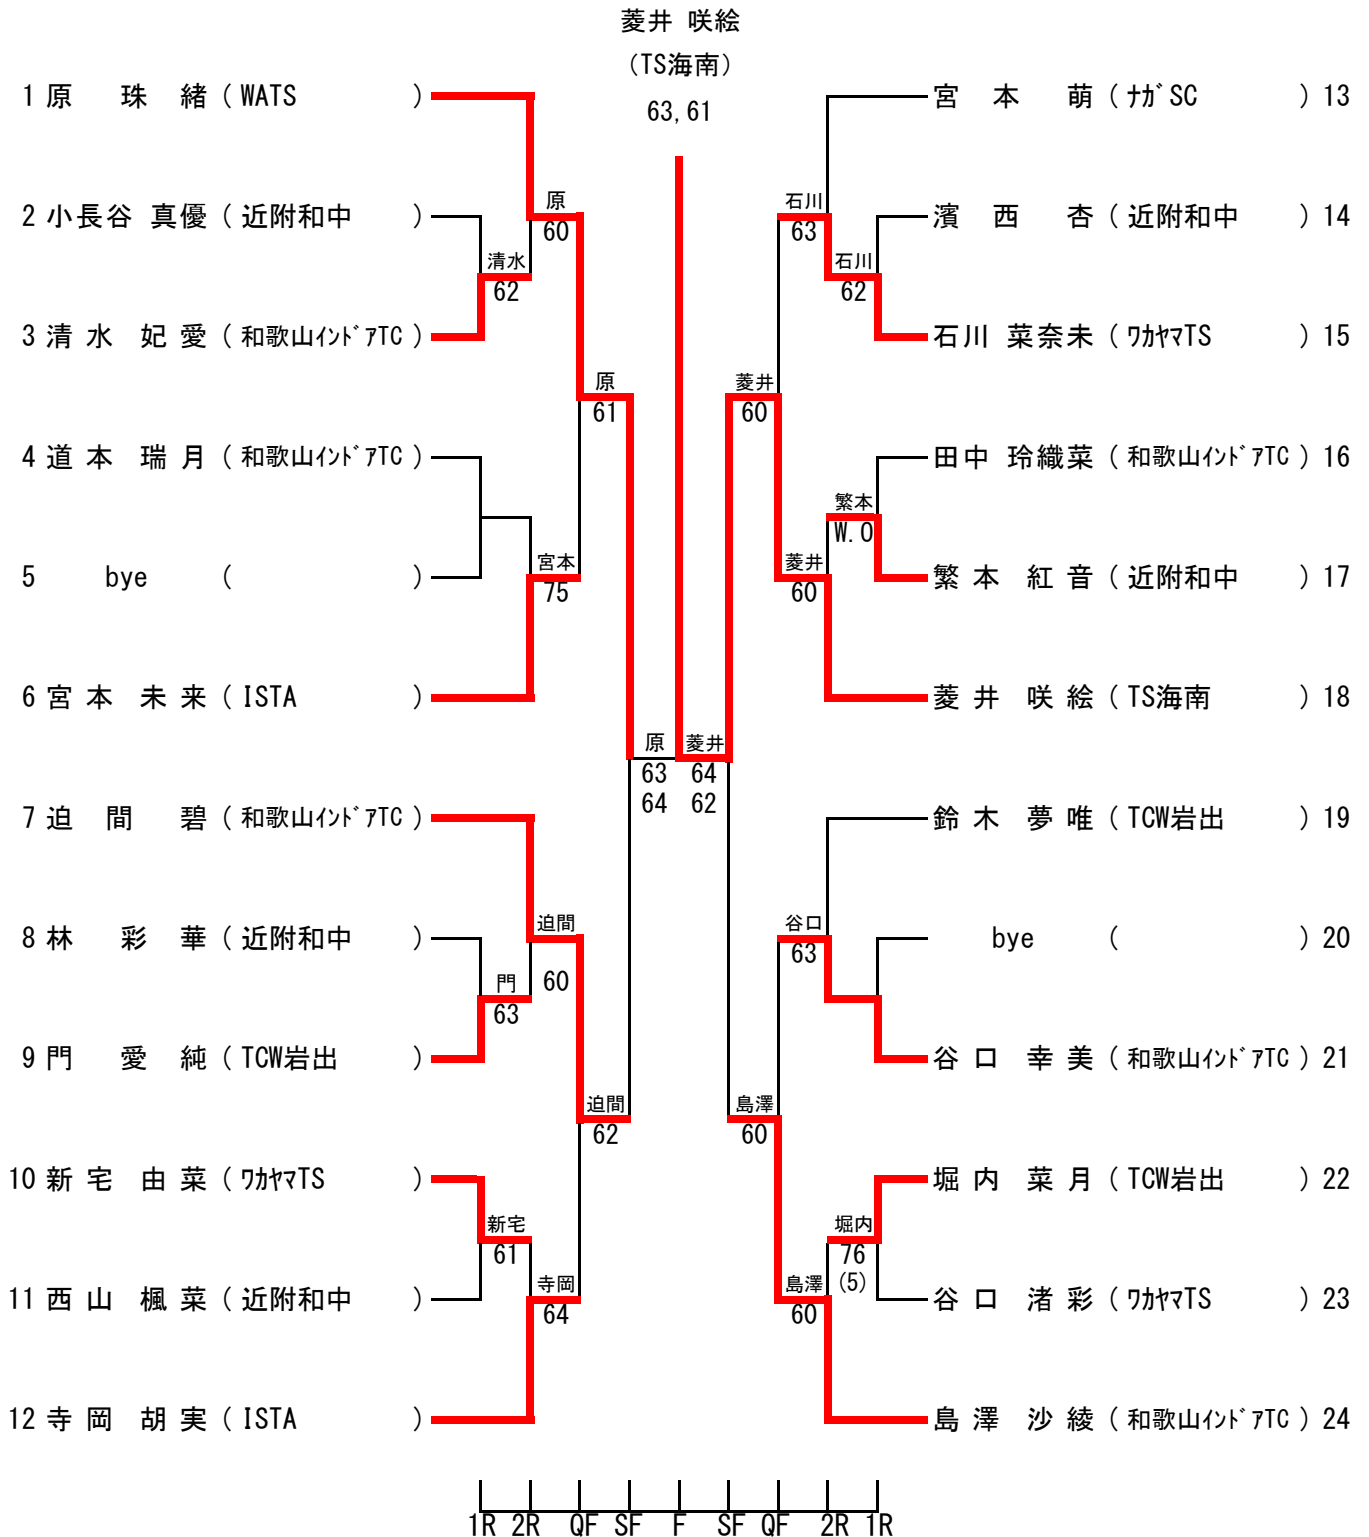 菱井 咲絵
(TS海南)
63,61
1 原 珠 緒 ( WATS )
2 小長谷 真優 ( 近附和中 )
3 清 水 妃 愛 ( 和歌山インドアTC )
4 道 本 瑞 月 ( 和歌山インドアTC )
5 bye ( )
6 宮 本 未 来 ( ISTA )
7 迫 間 碧 ( 和歌山インドアTC )
8 林 彩 華 ( 近附和中 )
9 門 愛 純 ( TCW岩出 )
10 新 宅 由 菜 ( ワカヤマTS )
11 西 山 楓 菜 ( 近附和中 )
12 寺 岡 胡 実 ( ISTA )
清水
62
門
63
新宅
61
原
60
宮本
75
迫間
60
寺岡
64
原
61
迫間
62
原
63
64
菱井
64
62
菱井
60
島澤
60
石川
63
菱井
60
谷口
63
島澤
60
石川
62
繁本
W.O
堀内
76
(5)
宮 本 萌 ( ナガSC ) 13
濱 西 杏 ( 近附和中 ) 14
石川 菜奈未 ( ワカヤマTS ) 15
田中 玲織菜 ( 和歌山インドアTC ) 16
繁 本 紅 音 ( 近附和中 ) 17
菱 井 咲 絵 ( TS海南 ) 18
鈴 木 夢 唯 ( TCW岩出 ) 19
bye ( ) 20
谷 口 幸 美 ( 和歌山インドアTC ) 21
堀 内 菜 月 ( TCW岩出 ) 22
谷 口 渚 彩 ( ワカヤマTS ) 23
島 澤 沙 綾 ( 和歌山インドアTC ) 24
1R 2R QF SF F SF QF 2R 1R